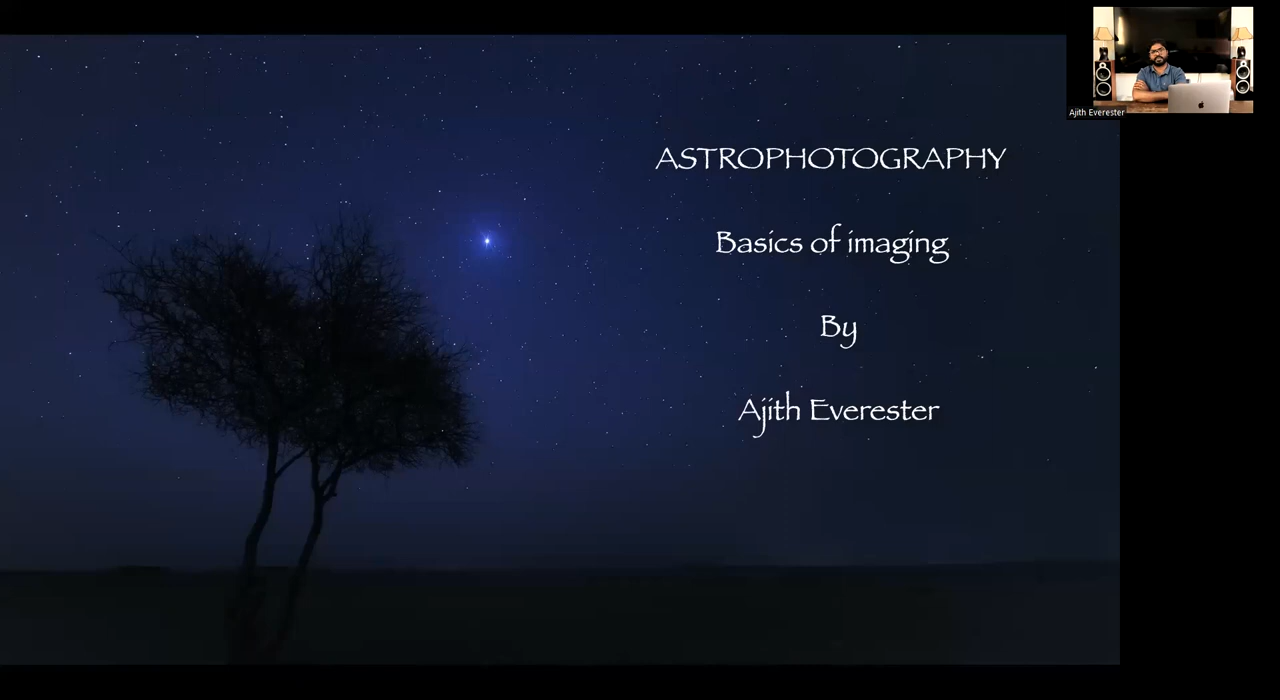 ASTROPHOTOGRAPHY
Basics of imaging
By
Ajith Everester
Ajith Everester